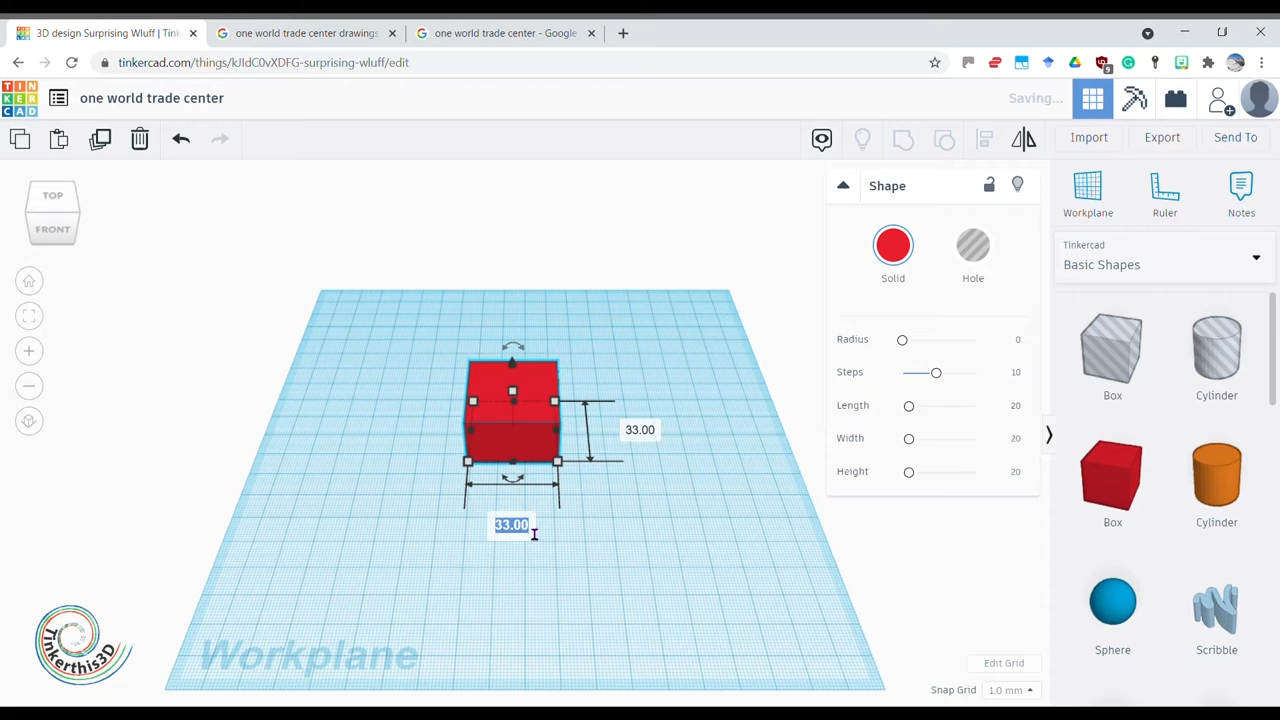 3D design Surprising Wluff | Tink
one world trade center drawings
one world trade center - Google
tinkercad.com/things/kJIdC0vXDFG-surprising-wluff/edit
9
TIN
KER
CAD
one world trade center
Saving...
Import
Export
Send To
TOP
FRONT
Shape
Solid
Hole
Radius 0
Steps 10
Length 20
Width 20
Height 20
33.00
33.00
Workplane
Ruler
Notes
Tinkercad
Basic Shapes
Box
Cylinder
Box
Cylinder
Sphere
Scribble
Workplane
Tinkerthis3D
Edit Grid
Snap Grid 1.0 mm